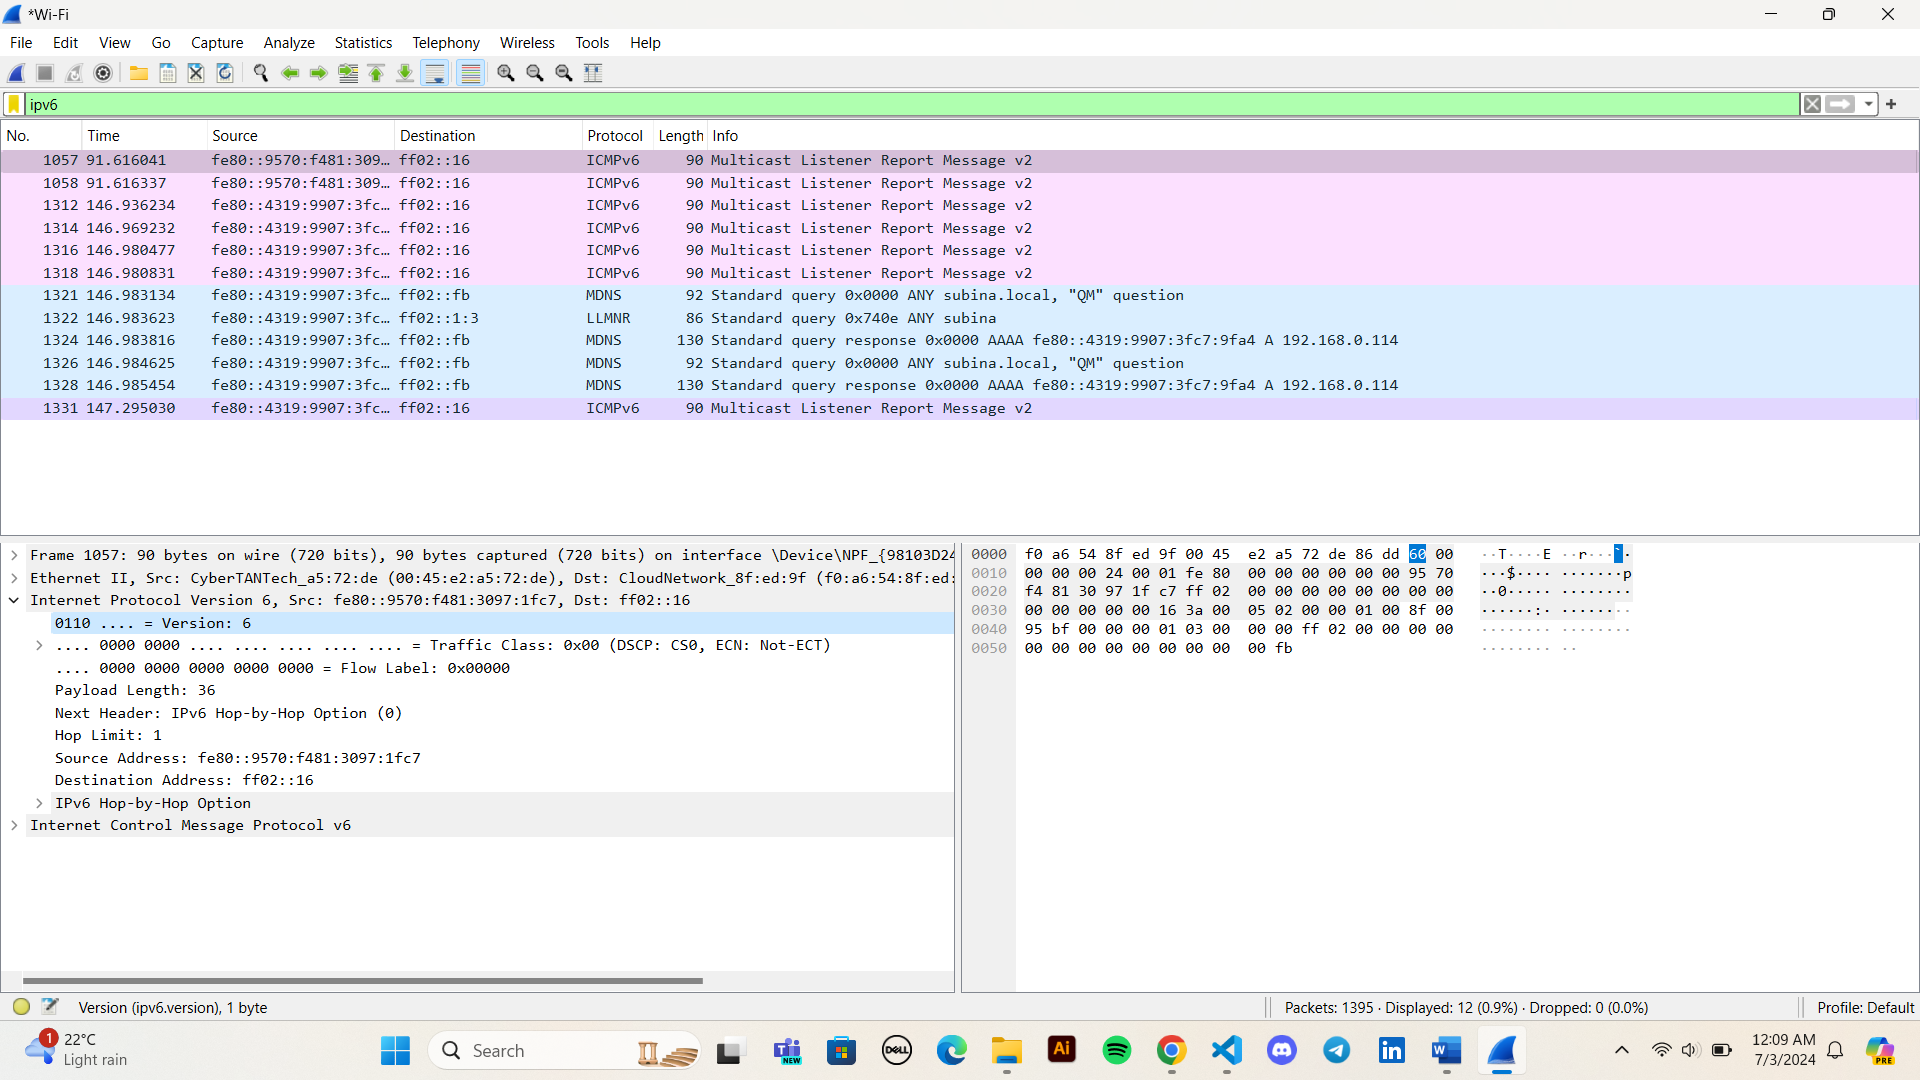 *Wi-Fi
File Edit View Go Capture Analyze Statistics Telephony Wireless Tools Help
ipv6
No. Time Source Destination Protocol Length Info
1057 91.616041 fe80::9570:f481:309… ff02::16 ICMPv6 90 Multicast Listener Report Message v2
1058 91.616337 fe80::9570:f481:309… ff02::16 ICMPv6 90 Multicast Listener Report Message v2
1312 146.936234 fe80::4319:9907:3fc… ff02::16 ICMPv6 90 Multicast Listener Report Message v2
1314 146.969232 fe80::4319:9907:3fc… ff02::16 ICMPv6 90 Multicast Listener Report Message v2
1316 146.980477 fe80::4319:9907:3fc… ff02::16 ICMPv6 90 Multicast Listener Report Message v2
1318 146.980831 fe80::4319:9907:3fc… ff02::16 ICMPv6 90 Multicast Listener Report Message v2
1321 146.983134 fe80::4319:9907:3fc… ff02::fb MDNS 92 Standard query 0x0000 ANY subina.local, "QM" question
1322 146.983623 fe80::4319:9907:3fc… ff02::1:3 LLMNR 86 Standard query 0x740e ANY subina
1324 146.983816 fe80::4319:9907:3fc… ff02::fb MDNS 130 Standard query response 0x0000 AAAA fe80::4319:9907:3fc7:9fa4 A 192.168.0.114
1326 146.984625 fe80::4319:9907:3fc… ff02::fb MDNS 92 Standard query 0x0000 ANY subina.local, "QM" question
1328 146.985454 fe80::4319:9907:3fc… ff02::fb MDNS 130 Standard query response 0x0000 AAAA fe80::4319:9907:3fc7:9fa4 A 192.168.0.114
1331 147.295030 fe80::4319:9907:3fc… ff02::16 ICMPv6 90 Multicast Listener Report Message v2
Frame 1057: 90 bytes on wire (720 bits), 90 bytes captured (720 bits) on interface \Device\NPF_{98103D24
Ethernet II, Src: CyberTANTech_a5:72:de (00:45:e2:a5:72:de), Dst: CloudNetwork_8f:ed:9f (f0:a6:54:8f:ed:
Internet Protocol Version 6, Src: fe80::9570:f481:3097:1fc7, Dst: ff02::16
0110 .... = Version: 6
.... 0000 0000 .... .... .... .... .... = Traffic Class: 0x00 (DSCP: CS0, ECN: Not-ECT)
.... 0000 0000 0000 0000 0000 = Flow Label: 0x00000
Payload Length: 36
Next Header: IPv6 Hop-by-Hop Option (0)
Hop Limit: 1
Source Address: fe80::9570:f481:3097:1fc7
Destination Address: ff02::16
IPv6 Hop-by-Hop Option
Internet Control Message Protocol v6
0000 f0 a6 54 8f ed 9f 00 45 e2 a5 72 de 86 dd 60 00 ··T····E ··r···`·
0010 00 00 00 24 00 01 fe 80 00 00 00 00 00 00 95 70 ···$···· ·······p
0020 f4 81 30 97 1f c7 ff 02 00 00 00 00 00 00 00 00 ··0····· ········
0030 00 00 00 00 00 16 3a 00 05 02 00 00 01 00 8f 00 ······:· ········
0040 95 bf 00 00 00 01 03 00 00 00 ff 02 00 00 00 00 ········ ········
0050 00 00 00 00 00 00 00 00 00 fb ········ ··
Version (ipv6.version), 1 byte
Packets: 1395 · Displayed: 12 (0.9%) · Dropped: 0 (0.0%)
Profile: Default
1
22°C
Light rain
Search
NEW
DELL
Ai
in
W
12:09 AM
7/3/2024
PRE